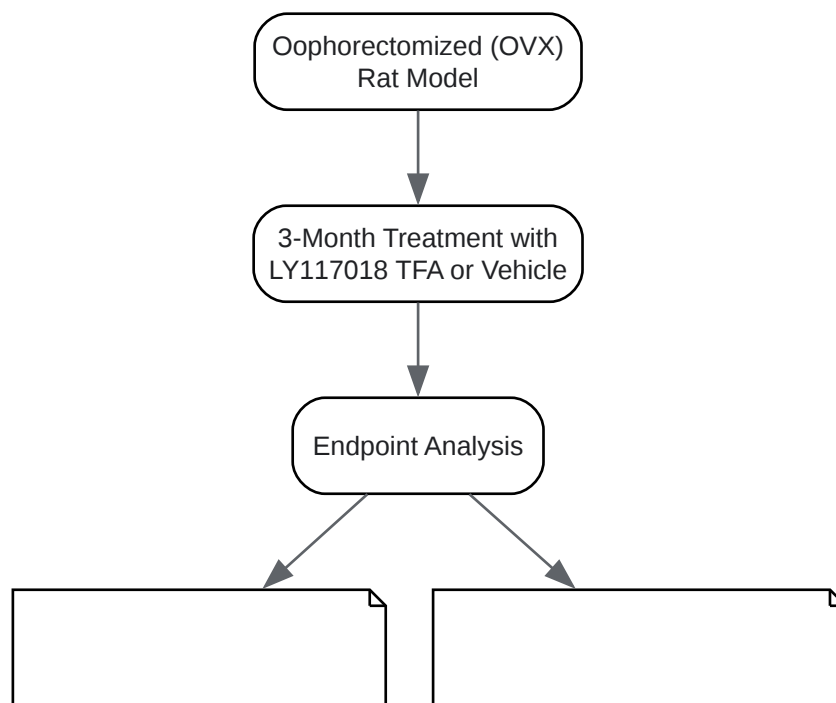 Oophorectomized (OVX)
Rat Model
3-Month Treatment with
LY117018 TFA or Vehicle
Endpoint Analysis